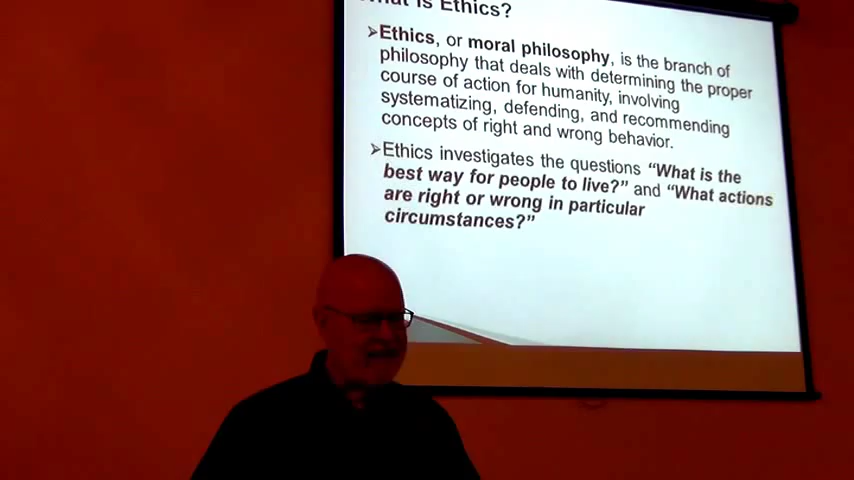 What is Ethics?
➢Ethics, or moral philosophy, is the branch of
philosophy that deals with determining the proper
course of action for humanity, involving
systematizing, defending, and recommending
concepts of right and wrong behavior.
➢Ethics investigates the questions “What is the
best way for people to live?” and “What actions
are right or wrong in particular
circumstances?”